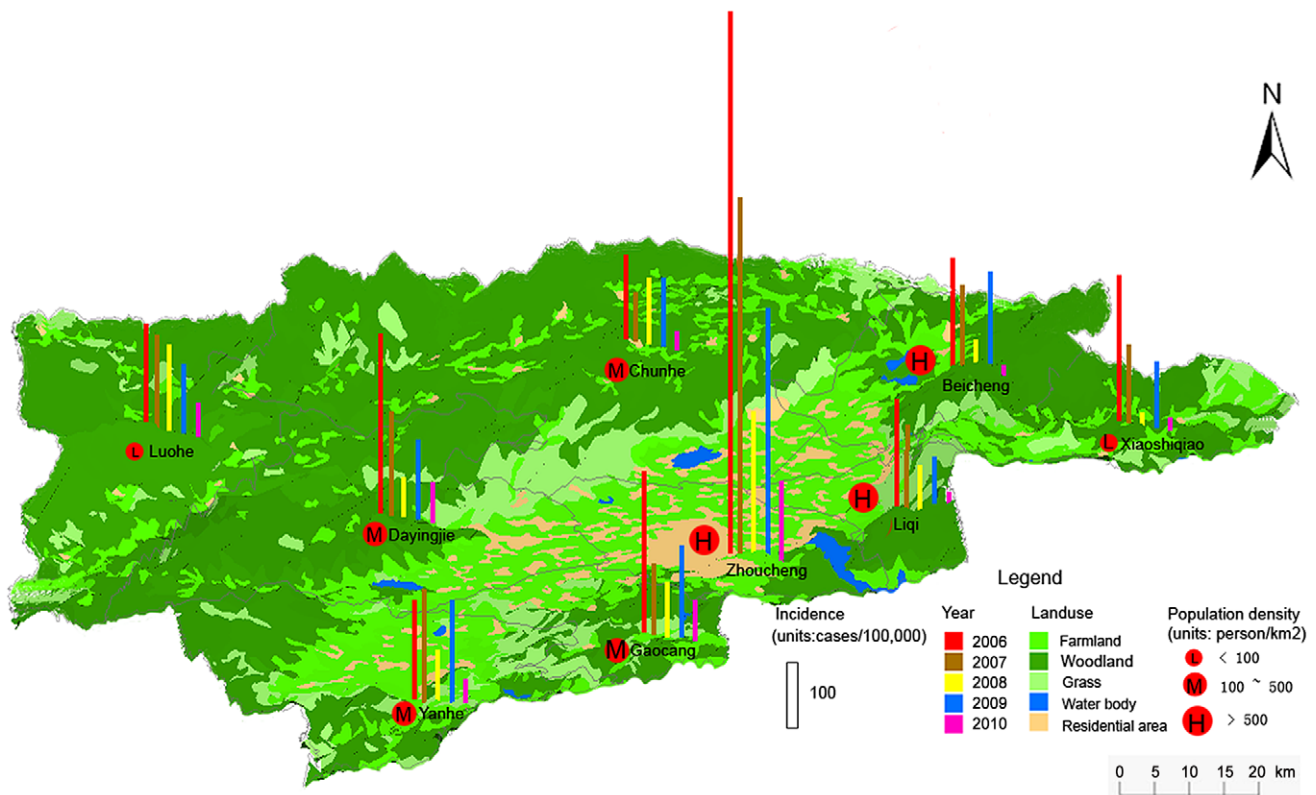 N
Chunhe
M
H
Beicheng
L
Luohe
L
Xiaoshiqiao
H
Liqi
M
Dayingjie
H
Zhoucheng
M
Gaocang
M
Yanhe
Legend
Incidence
(units:cases/100,000)
100
Year
2006
2007
2008
2009
2010
Landuse
Farmland
Woodland
Grass
Water body
Residential area
Population density
(units: person/km2)
L < 100
M 100 ~ 500
H > 500
0 5 10 15 20 km